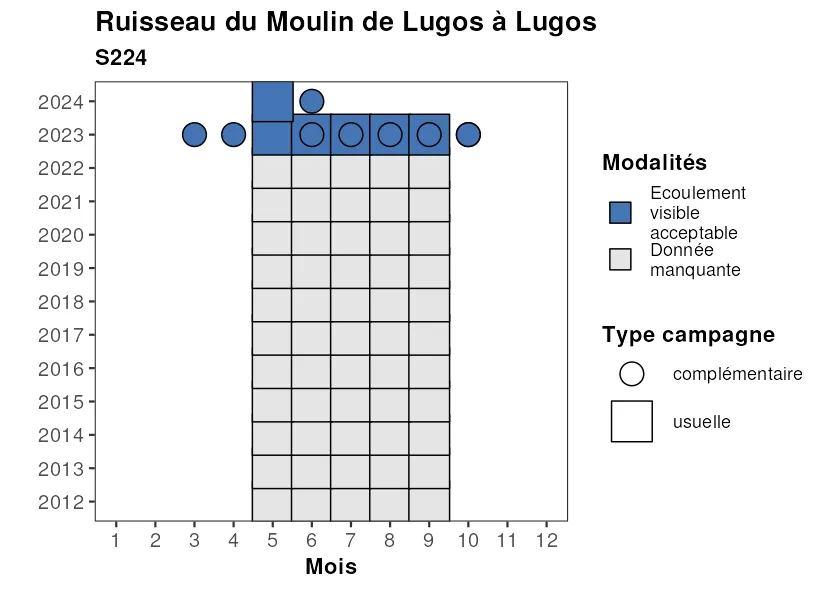 Ruisseau du Moulin de Lugos à Lugos
S224
2024
2023
2022
2021
2020
2019
2018
2017
2016
2015
2014
2013
2012
1 2 3 4 5 6 7 8 9 10 11 12
Mois
Modalités
Ecoulement
visible
acceptable
Donnée
manquante
Type campagne
complémentaire
usuelle